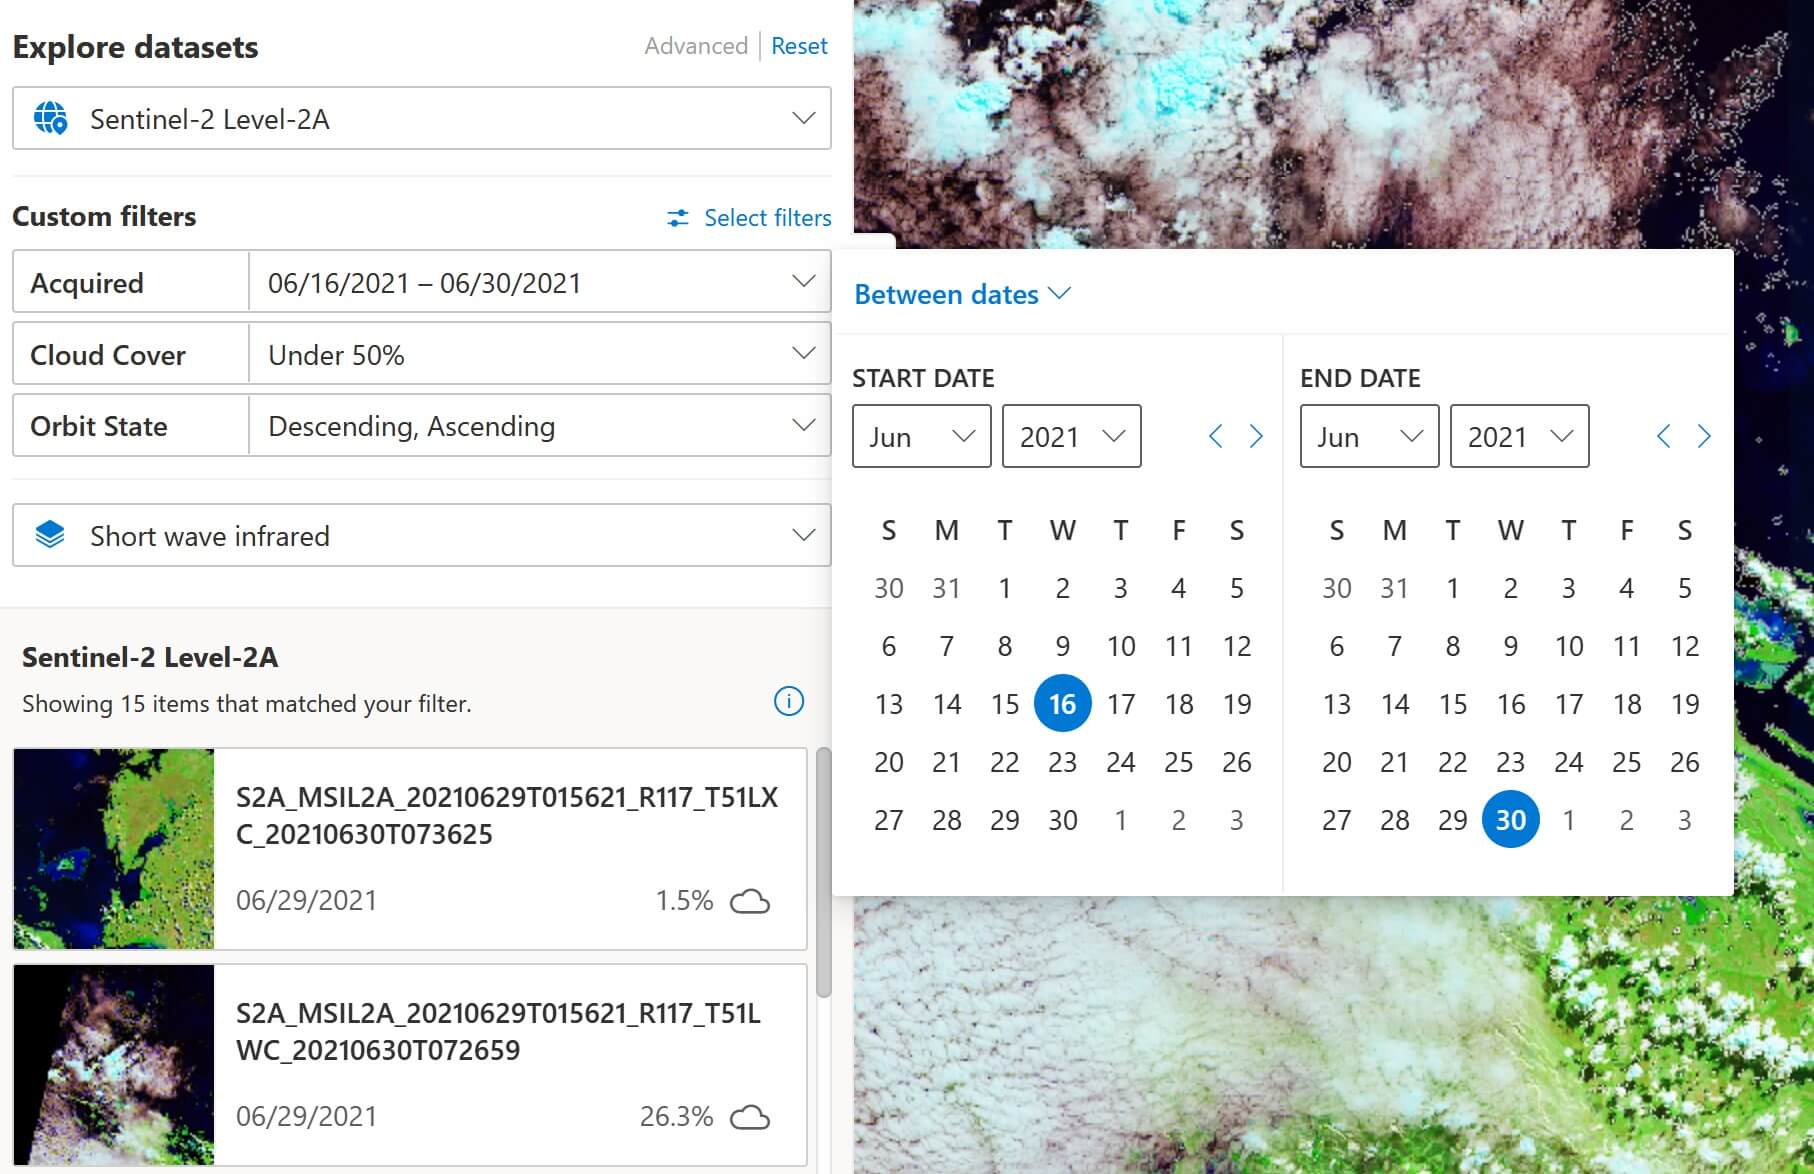 Explore datasets
Advanced | Reset
Sentinel-2 Level-2A
Custom filters
Select filters
Acquired 06/16/2021 – 06/30/2021
Cloud Cover Under 50%
Orbit State Descending, Ascending
Short wave infrared
Sentinel-2 Level-2A
Showing 15 items that matched your filter.
S2A_MSIL2A_20210629T015621_R117_T51LX
C_20210630T073625
06/29/2021 1.5%
S2A_MSIL2A_20210629T015621_R117_T51L
WC_20210630T072659
06/29/2021 26.3%
Between dates
START DATE
Jun 2021
S M T W T F S
30 31 1 2 3 4 5
6 7 8 9 10 11 12
13 14 15 16 17 18 19
20 21 22 23 24 25 26
27 28 29 30 1 2 3
END DATE
Jun 2021
S M T W T F S
30 31 1 2 3 4 5
6 7 8 9 10 11 12
13 14 15 16 17 18 19
20 21 22 23 24 25 26
27 28 29 30 1 2 3